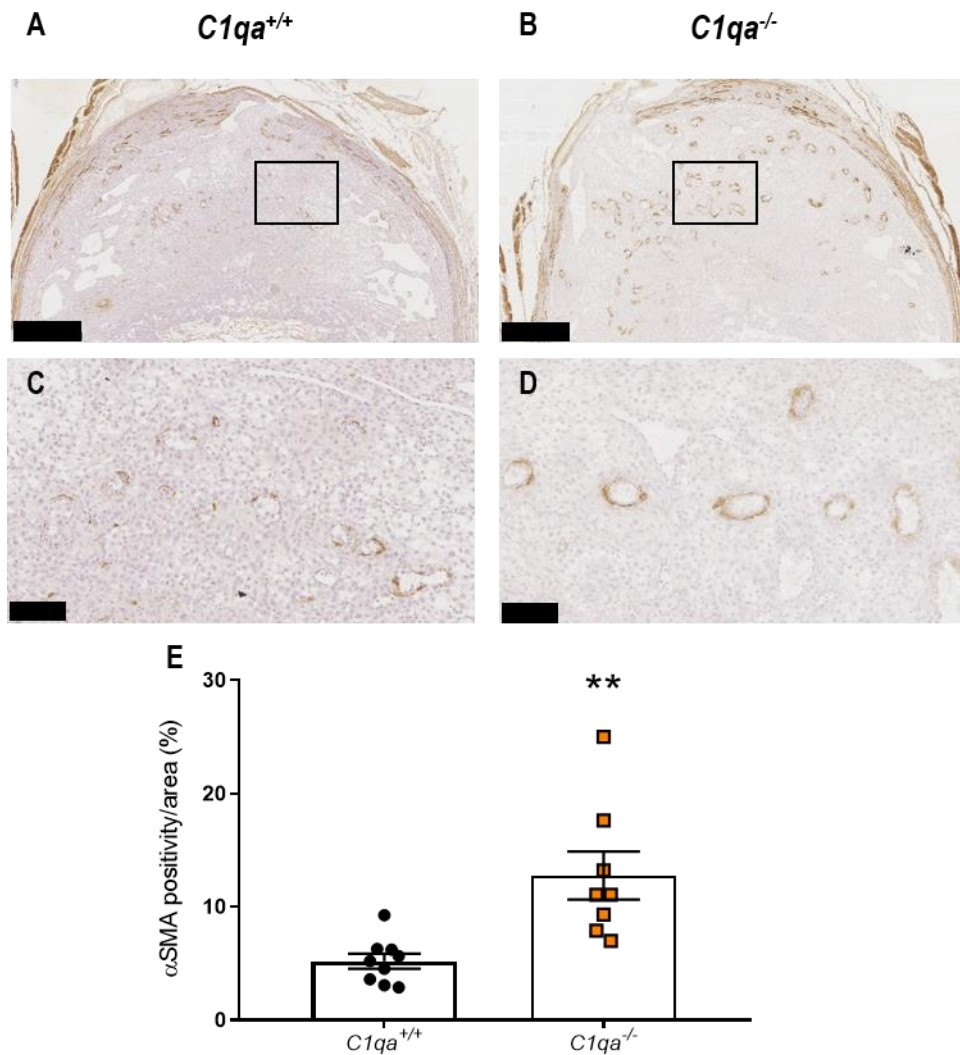 A C1qa+/+ B C1qa-/-
C D
E
30
**
20
10
0
αSMA positivity/area (%)
C1qa+/+ C1qa-/-